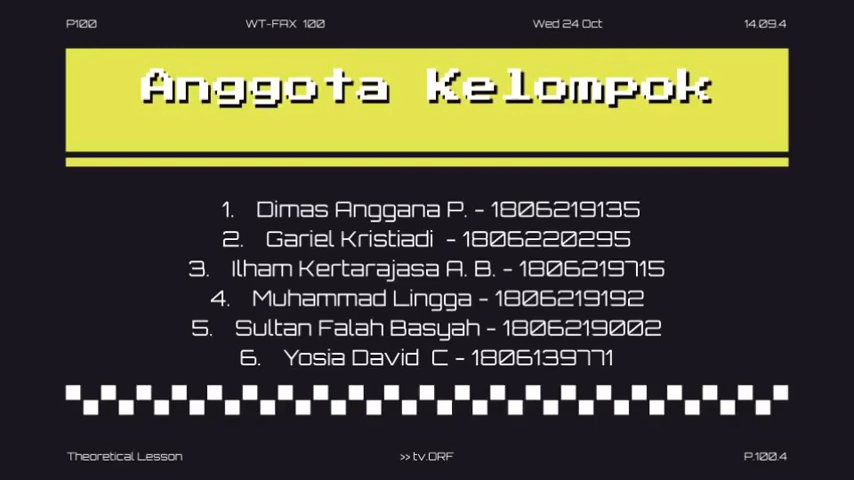 P100 WT-FAX 100 Wed 24 Oct 14.09.4
Anggota Kelompok
1. Dimas Anggana P. - 1806219135
2. Gariel Kristiadi - 1806220295
3. Ilham Kertarajasa A. B. - 1806219715
4. Muhammad Lingga - 1806219192
5. Sultan Falah Basyah - 1806219002
6. Yosia David C - 1806139771
Theoretical Lesson >> tv.DRF P.100.4